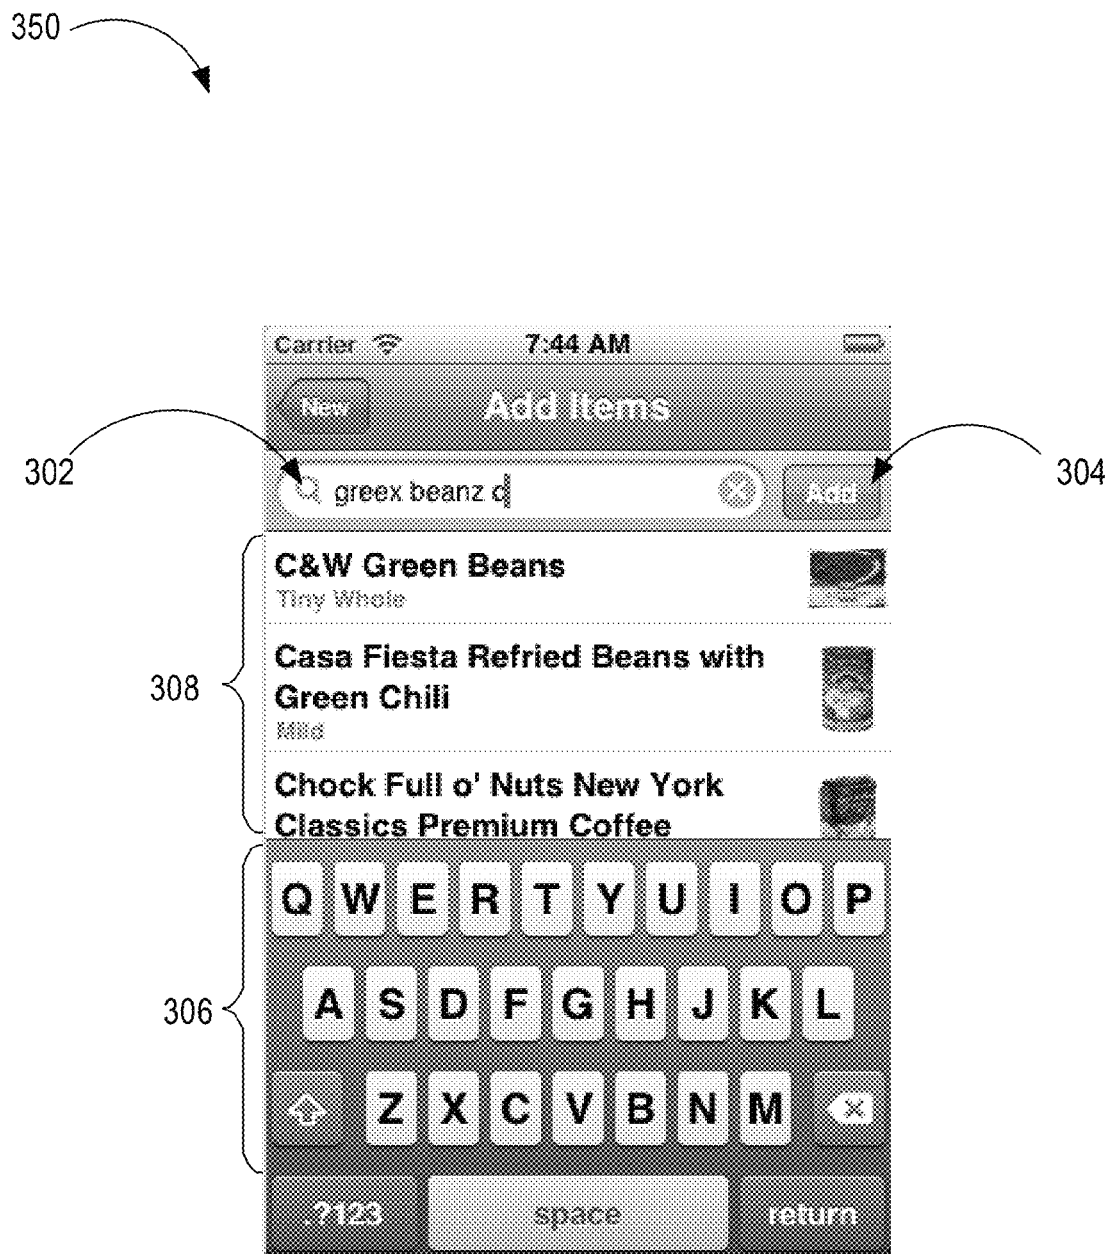 350
Carrier 7:44 AM
New Add Items
302 304
greex beanz c Add
C&W Green Beans
Tiny Whole
Casa Fiesta Refried Beans with
Green Chili
308
Mild
Chock Full o' Nuts New York
Classics Premium Coffee
Q W E R T Y U I O P
306
A S D F G H J K L
Z X C V B N M
.?123 space return